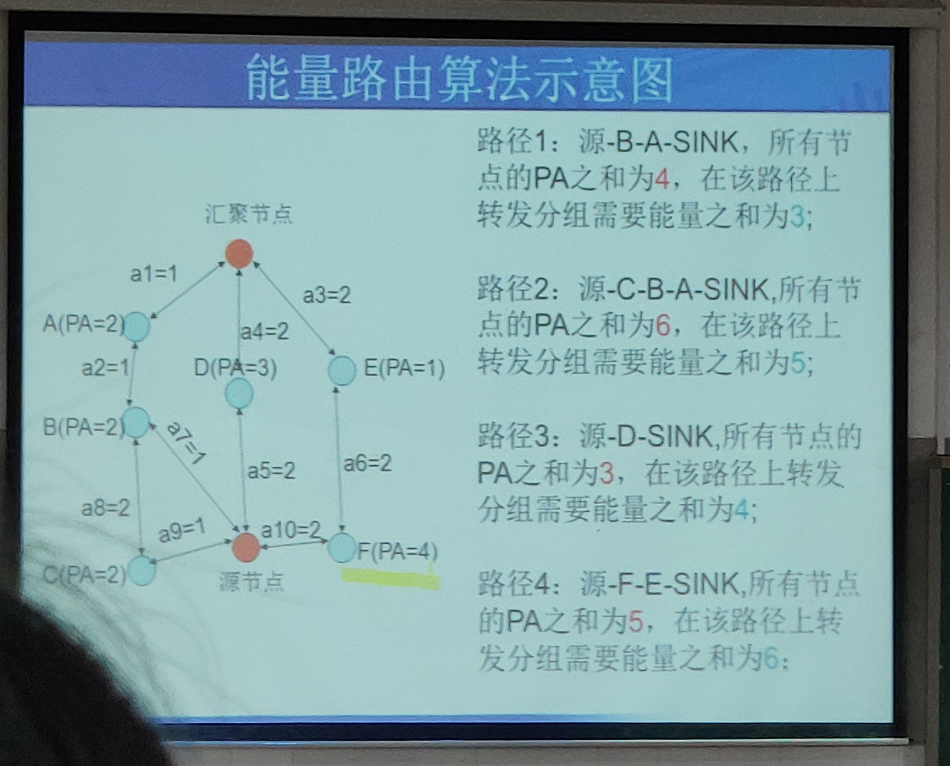 能量路由算法示意图
汇聚节点
a1=1
a3=2
A(PA=2)
a4=2
a2=1
D(PA=3)
E(PA=1)
B(PA=2)
a7=1
a5=2
a6=2
a8=2
a9=1
a10=2
C(PA=2)
源节点
F(PA=4)
路径1：源-B-A-SINK，所有节
点的PA之和为4，在该路径上
转发分组需要能量之和为3;
路径2：源-C-B-A-SINK,所有节
点的PA之和为6，在该路径上
转发分组需要能量之和为5;
路径3：源-D-SINK,所有节点的
PA之和为3，在该路径上转发
分组需要能量之和为4;
路径4：源-F-E-SINK,所有节点
的PA之和为5，在该路径上转
发分组需要能量之和为6;